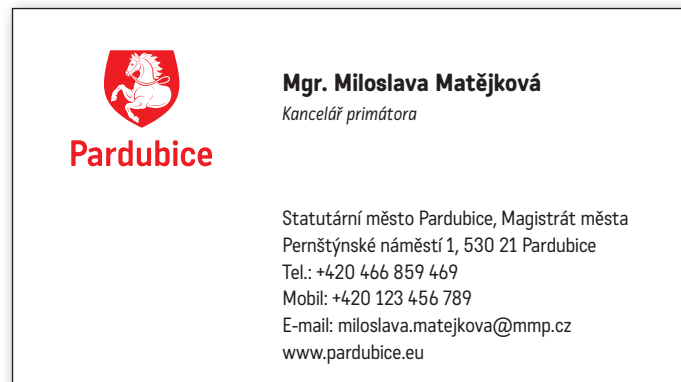 Pardubice
Mgr. Miloslava Matějková
Kancelář primátora
Statutární město Pardubice, Magistrát města
Pernštýnské náměstí 1, 530 21 Pardubice
Tel.: +420 466 859 469
Mobil: +420 123 456 789
E-mail: miloslava.matejkova@mmp.cz
www.pardubice.eu